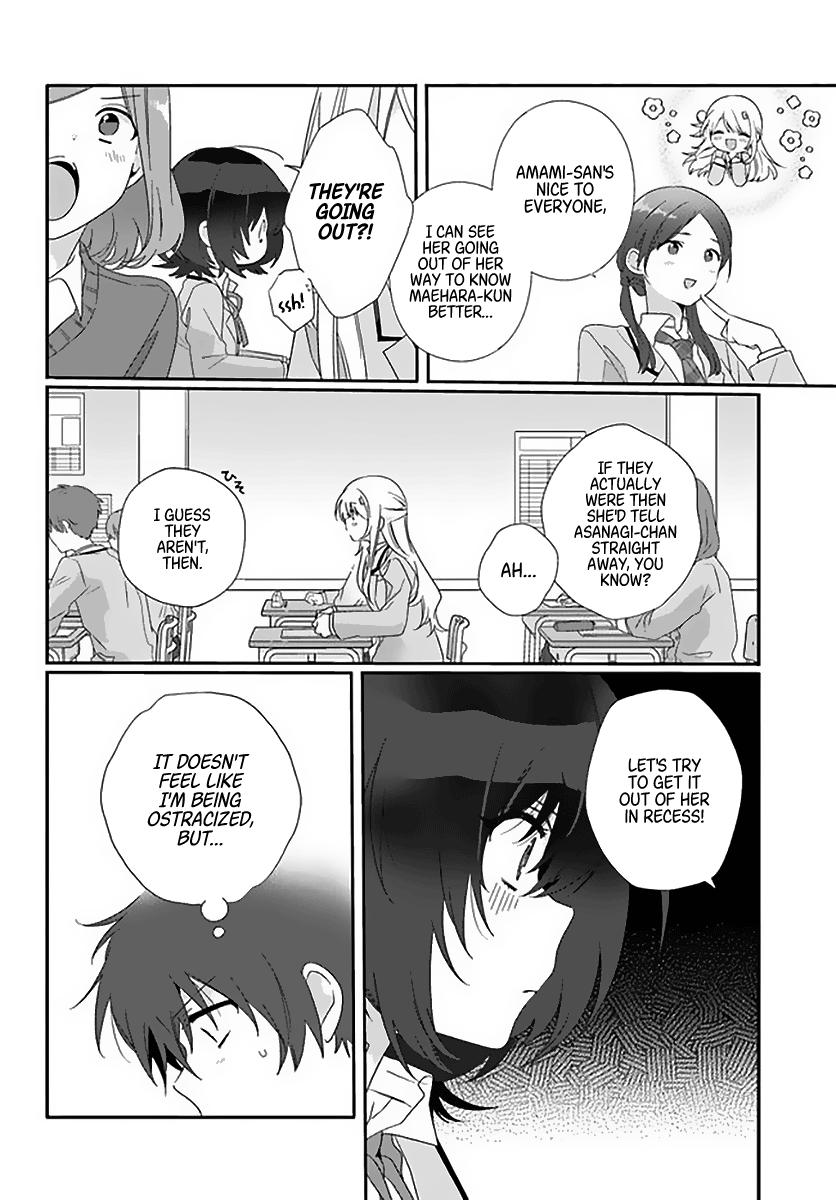 AMAMI-SAN'S
NICE TO
EVERYONE,
I CAN SEE
HER GOING
OUT OF HER
WAY TO KNOW
MAEHARA-KUN
BETTER...
THEY'RE
GOING
OUT?!
SSH!
IF THEY
ACTUALLY
WERE THEN
SHE'D TELL
ASANAGI-CHAN
STRAIGHT
AWAY, YOU
KNOW?
AH...
ひん
I GUESS
THEY
AREN'T,
THEN.
LET'S TRY
TO GET IT
OUT OF HER
IN RECESS!
IT DOESN'T
FEEL LIKE
I'M BEING
OSTRACIZED,
BUT...